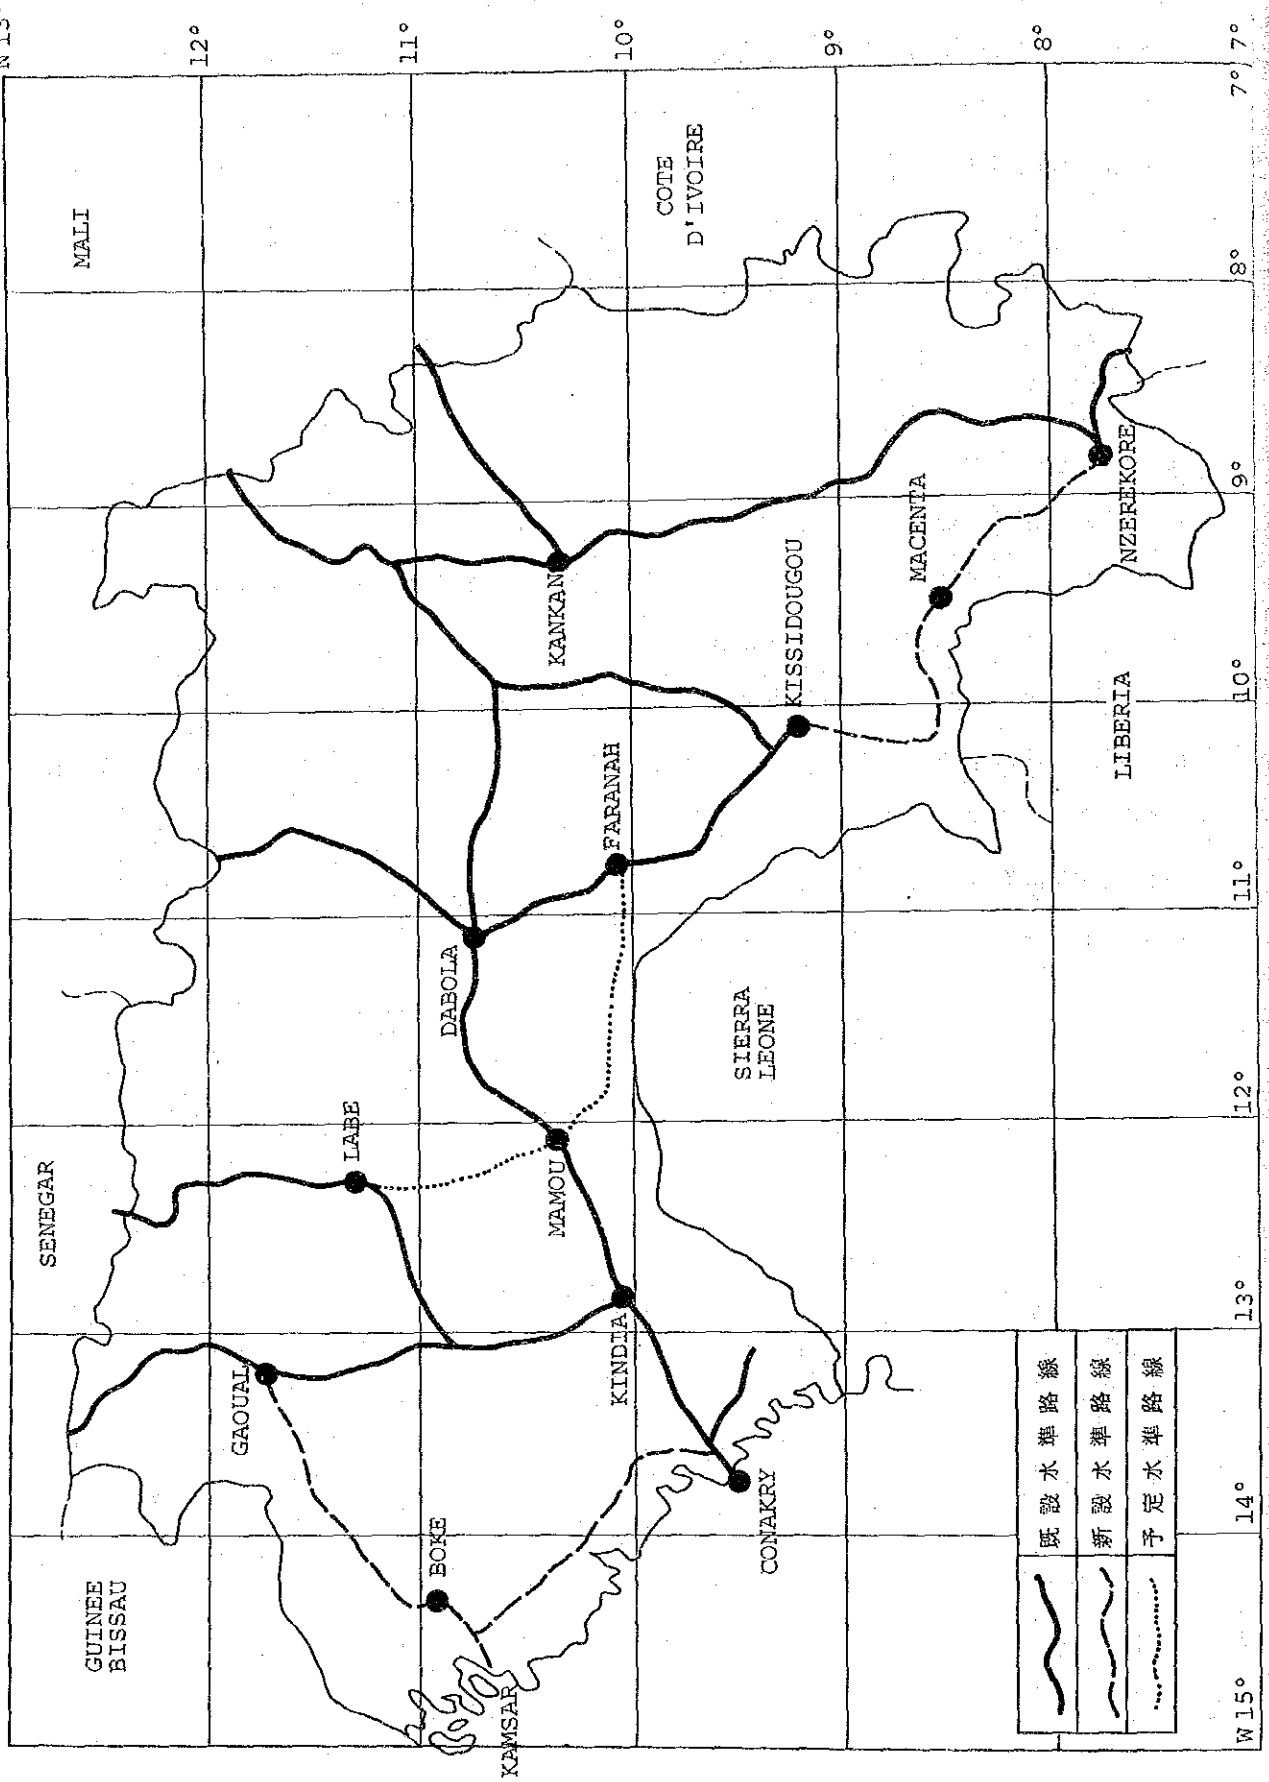 N 13°
12°
11°
10°
9°
8°
7°
MALI
COTE
D'IVOIRE
SENEGAR
GUINEE
BISSAU
LABE
GAOUAL
DABOLA
KANKAN
FARANAH
KISSIDOUGOU
MACENTA
NZEREKORE
MAMOU
KINDIA
BOKE
KAMSAR
CONAKRY
SIERRA
LEONE
LIBERIA
既設水準路線
新設水準路線
予定水準路線
W 15°
14°
13°
12°
11°
10°
9°
8°
7°